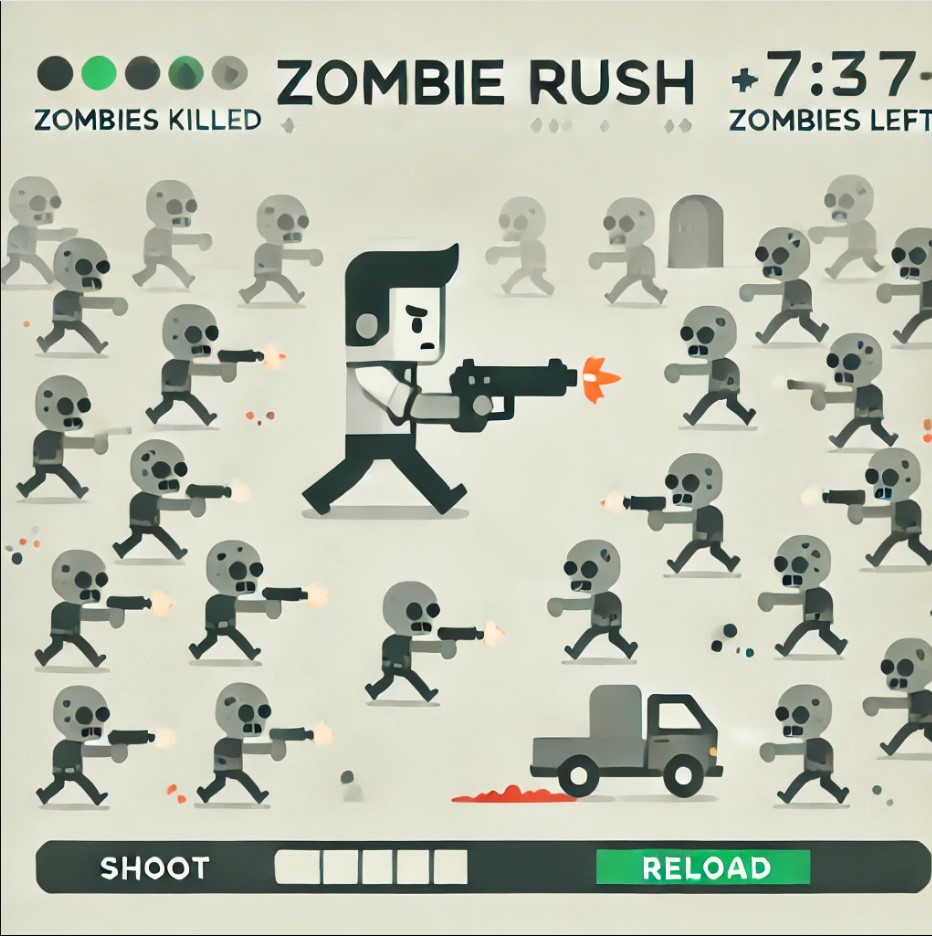 ZOMBIE RUSH
+7:37-
ZOMBIES KILLED
ZOMBIES LEFT
SHOOT
RELOAD